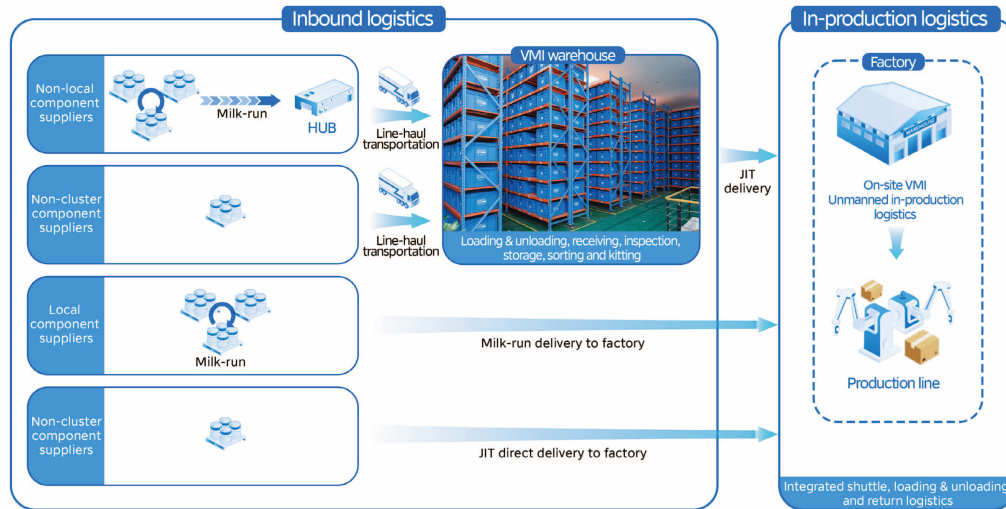 Inbound logistics
In-production logistics
Non-local
component
suppliers
Milk-run
HUB
Line-haul
transportation
VMI warehouse
Non-cluster
component
suppliers
Line-haul
transportation
Loading & unloading, receiving, inspection,
storage, sorting and kitting
JIT
delivery
Local
component
suppliers
Milk-run
Milk-run delivery to factory
Non-cluster
component
suppliers
JIT direct delivery to factory
Factory
WAREHOUSE
On-site VMI
Unmanned in-production
logistics
Production line
Integrated shuttle, loading & unloading
and return logistics